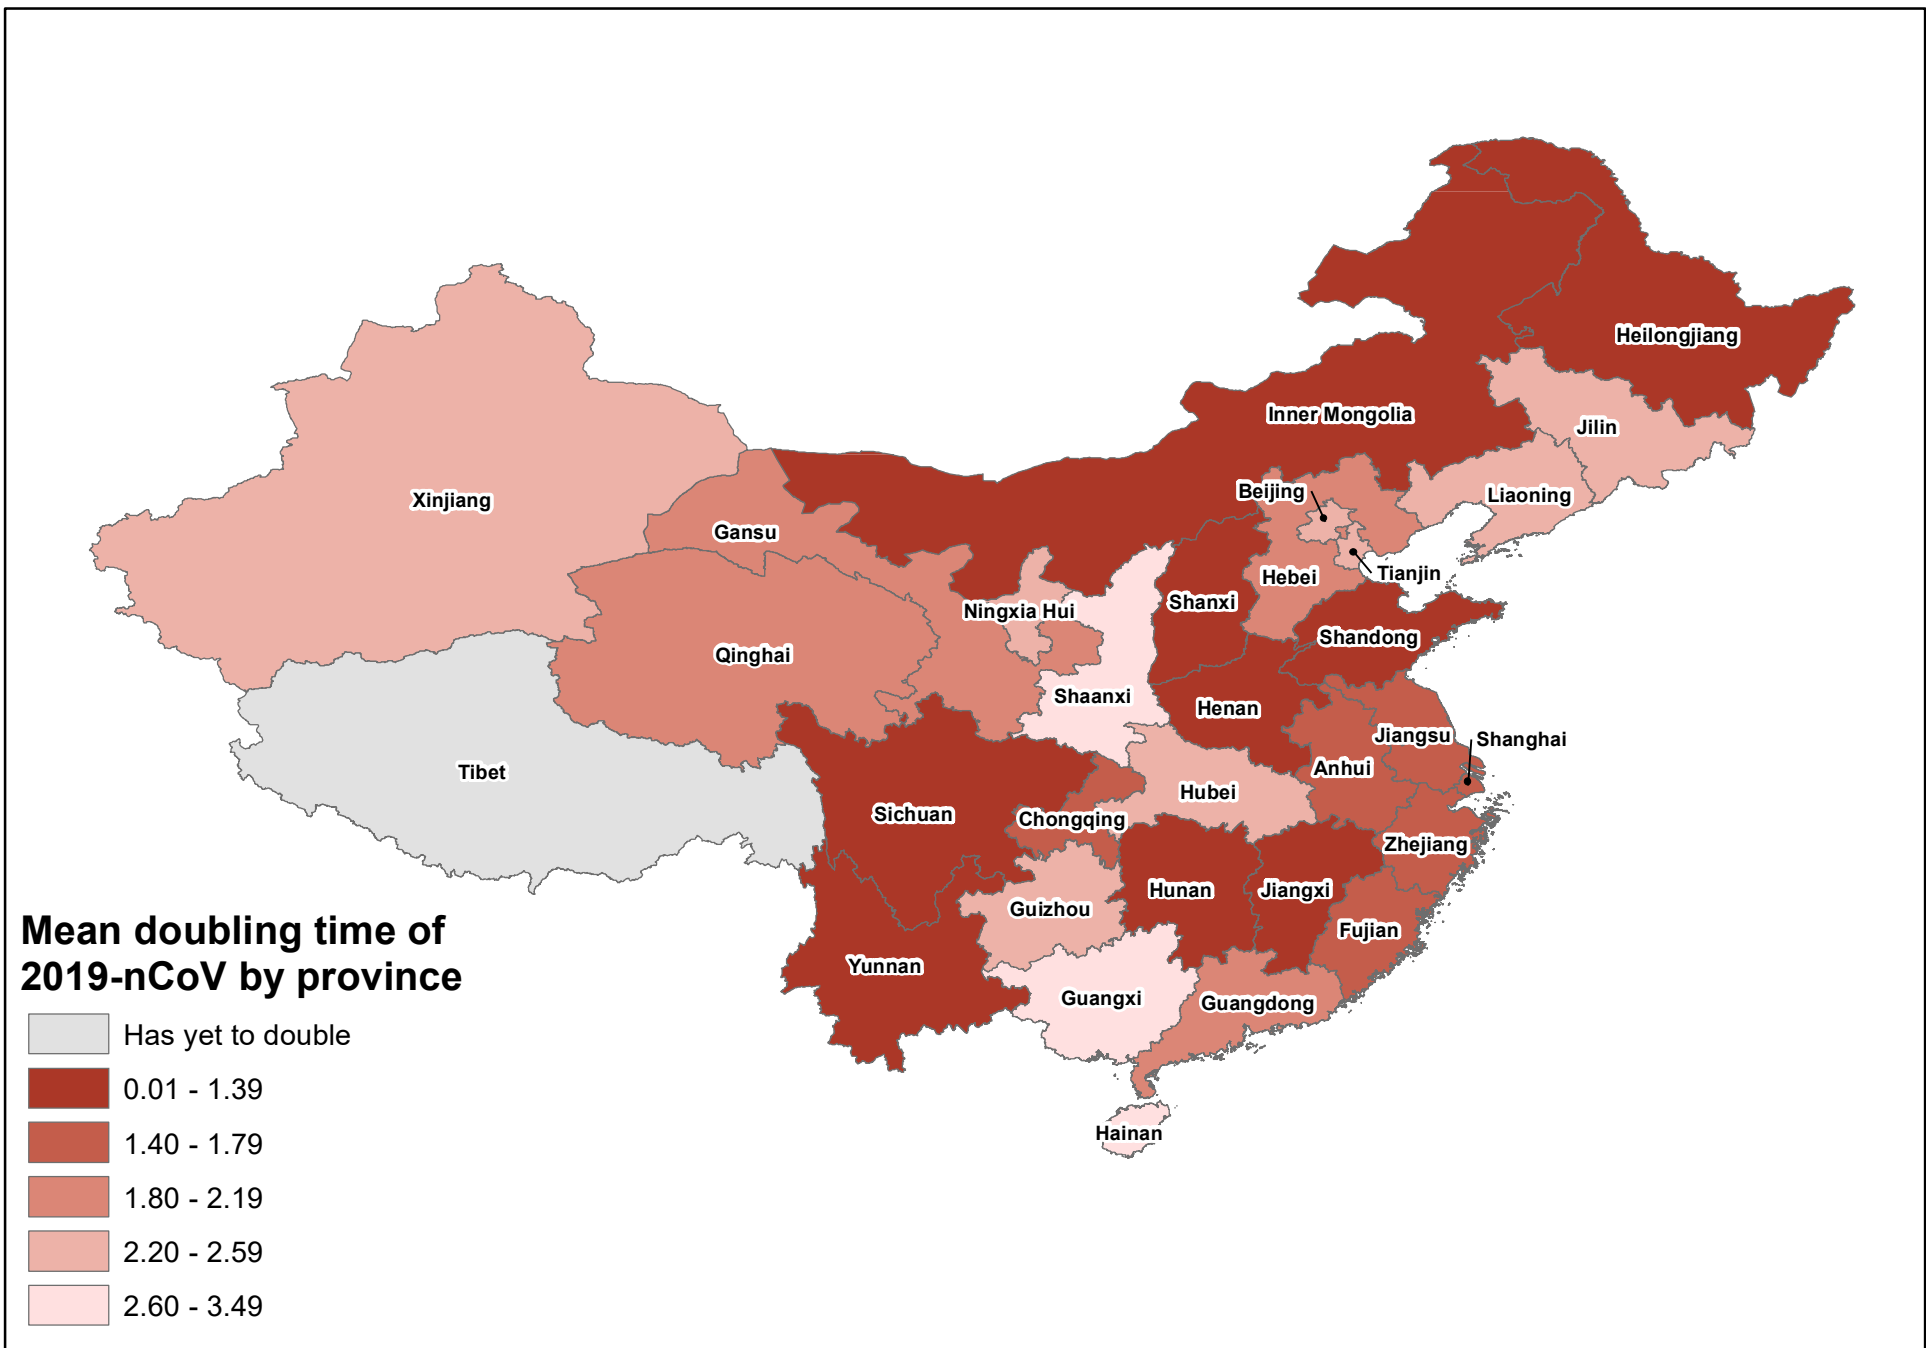 Heilongjiang
Inner Mongolia
Jilin
Beijing
Liaoning
Xinjiang
Gansu
Tianjin
Hebei
Ningxia Hui
Shanxi
Shandong
Qinghai
Shaanxi
Henan
Jiangsu
Shanghai
Tibet
Anhui
Hubei
Sichuan
Chongqing
Zhejiang
Hunan
Jiangxi
Guizhou
Fujian
Yunnan
Guangxi
Guangdong
Hainan
Mean doubling time of
2019-nCoV by province
Has yet to double
0.01 - 1.39
1.40 - 1.79
1.80 - 2.19
2.20 - 2.59
2.60 - 3.49